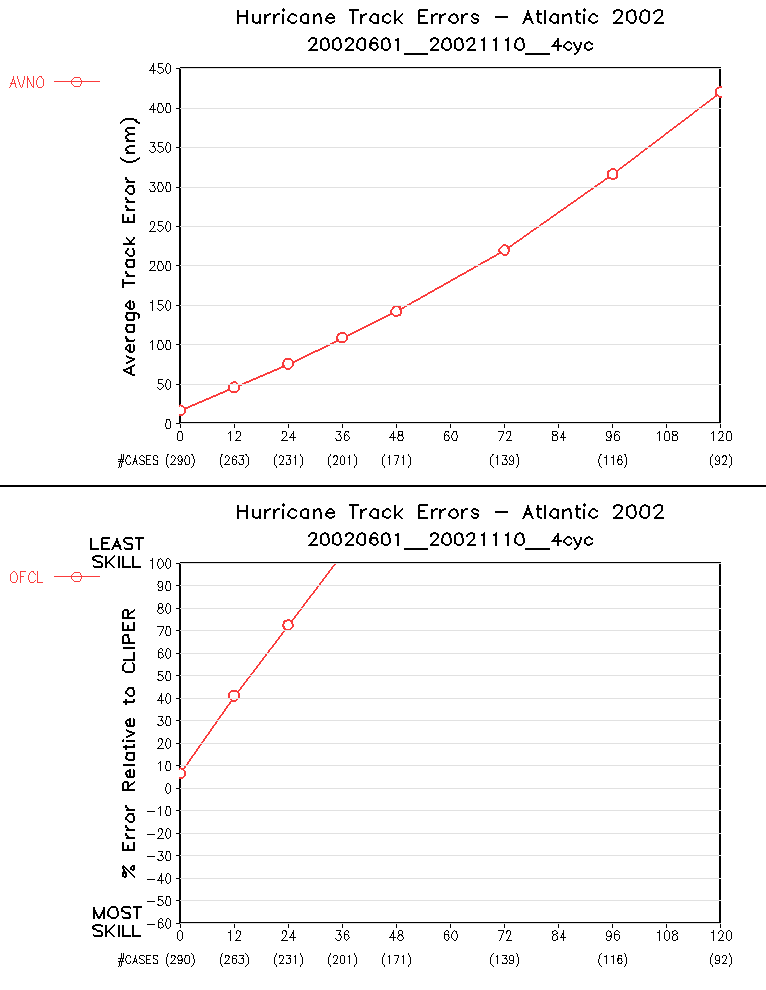 Hurricane Track Errors – Atlantic 2002
20020601__20021110__4cyc
AVNO
Average Track Error (nm)
450
400
350
300
250
200
150
100
50
0
0 12 24 36 48 60 72 84 96 108 120
#CASES (290) (263) (231) (201) (171) (139) (116) (92)
Hurricane Track Errors – Atlantic 2002
20020601__20021110__4cyc
LEAST
SKILL
OFCL
% Error Relative to CLIPER
100
90
80
70
60
50
40
30
20
10
0
−10
−20
−30
−40
−50
−60
MOST
SKILL
0 12 24 36 48 60 72 84 96 108 120
#CASES (290) (263) (231) (201) (171) (139) (116) (92)